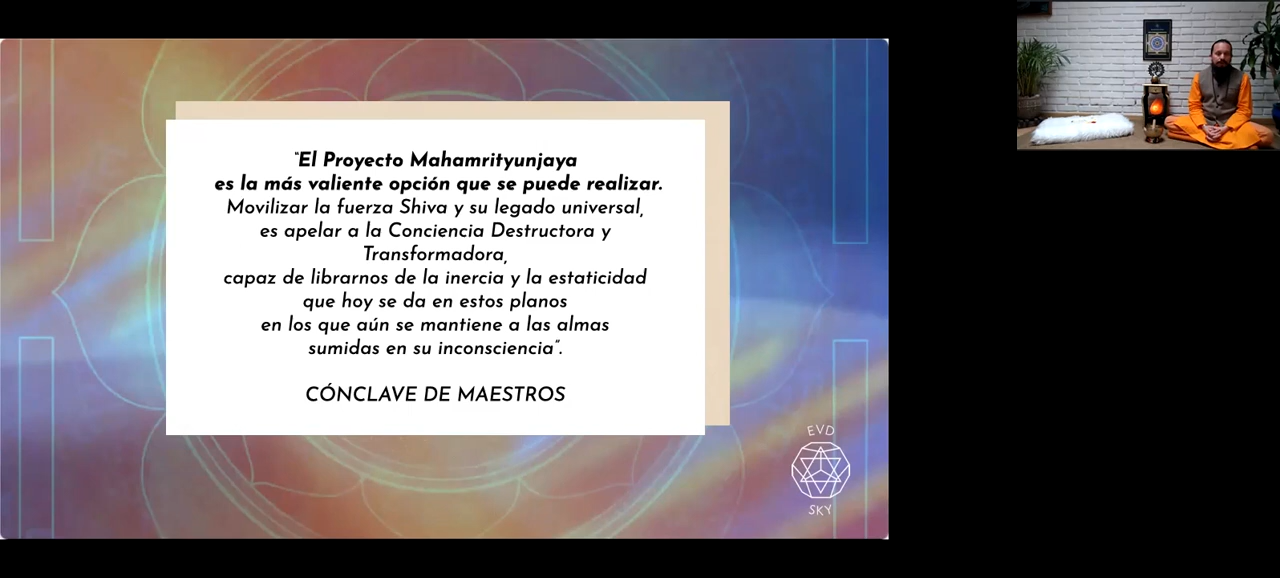 "El Proyecto Mahamrityunjaya
es la más valiente opción que se puede realizar.
Movilizar la fuerza Shiva y su legado universal,
es apelar a la Conciencia Destructora y
Transformadora,
capaz de librarnos de la inercia y la estaticidad
que hoy se da en estos planos
en los que aún se mantiene a las almas
sumidas en su inconsciencia".
CÓNCLAVE DE MAESTROS
EVD
SKY